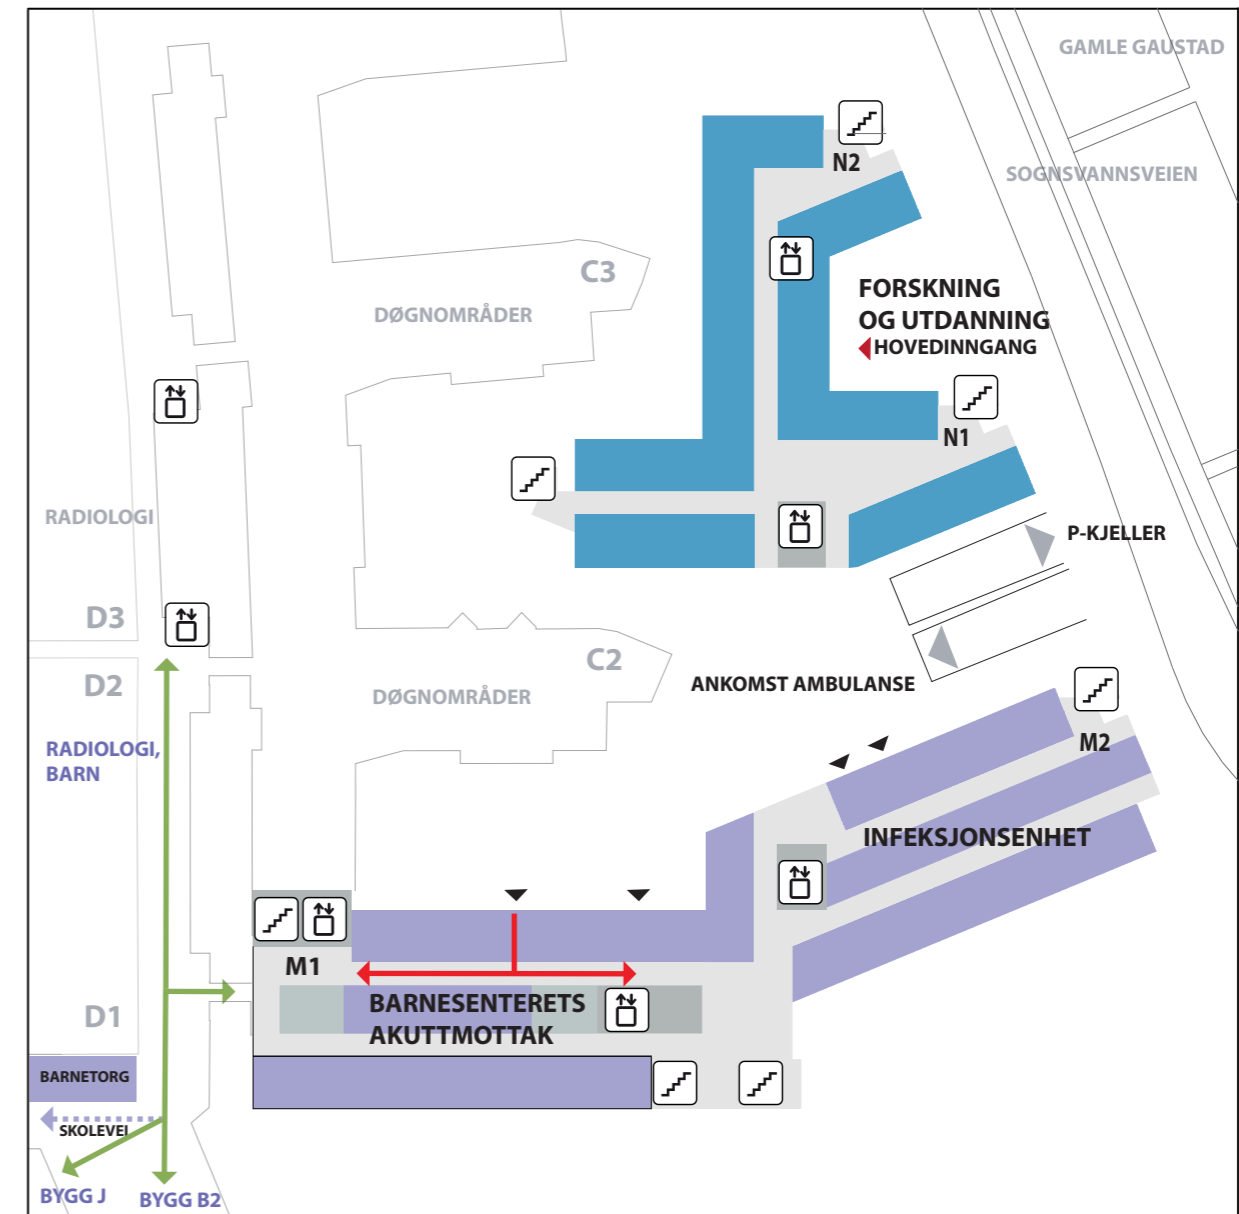 GAMLE GAUSTAD
N2
SOGNSVANNSVEIEN
C3
DØGNOMRÅDER
FORSKNING
OG UTDANNING
HOVEDINNGANG
N1
RADIOLOGI
P-KJELLER
D3
C2
D2
DØGNOMRÅDER
ANKOMST AMBULANSE
RADIOLOGI,
BARN
M2
INFEKSJONSENHET
M1
BARNESENTERETS
AKUTTMOTTAK
D1
BARNETORG
SKOLEVEI
BYGG J
BYGG B2